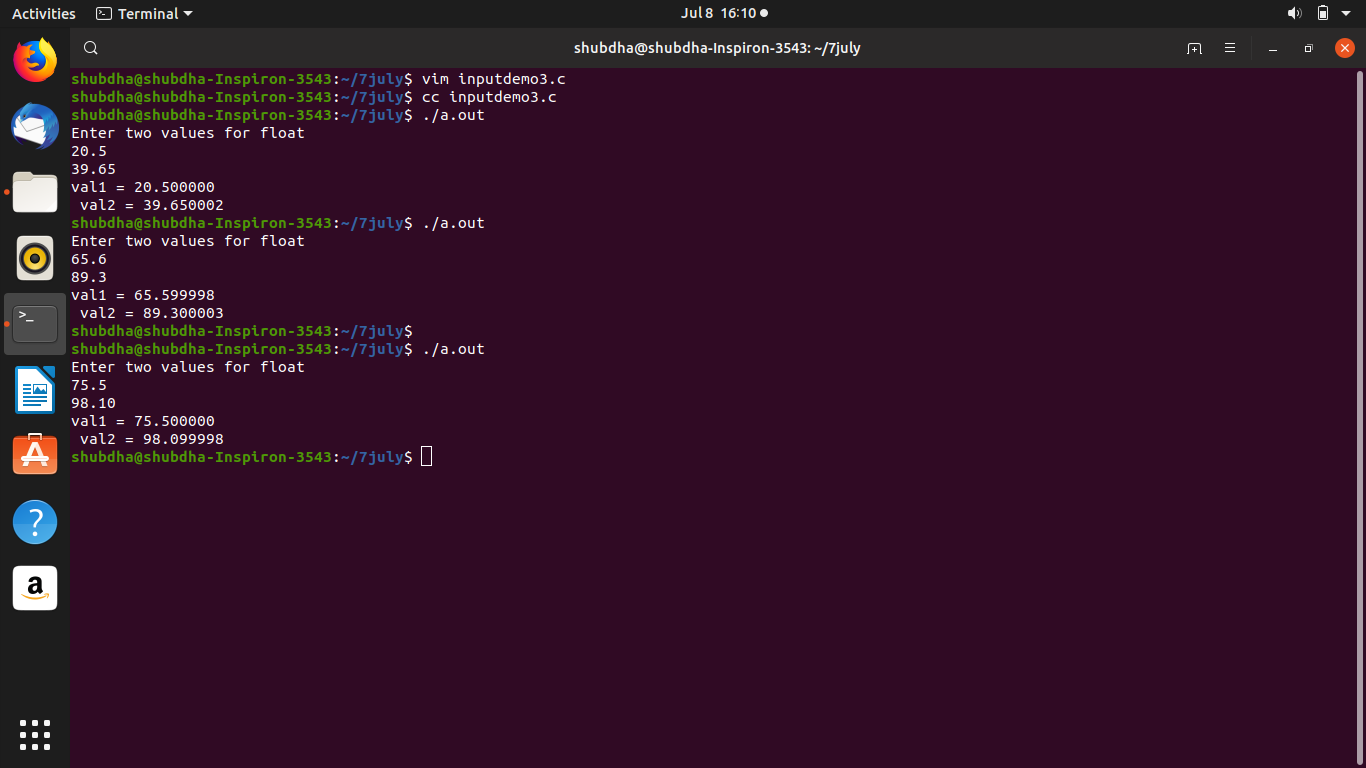 Activities Terminal Jul 8 16:10
shubdha@shubdha-Inspiron-3543: ~/7july
shubdha@shubdha-Inspiron-3543:~/7july$ vim inputdemo3.c
shubdha@shubdha-Inspiron-3543:~/7july$ cc inputdemo3.c
shubdha@shubdha-Inspiron-3543:~/7july$ ./a.out
Enter two values for float
20.5
39.65
val1 = 20.500000
 val2 = 39.650002
shubdha@shubdha-Inspiron-3543:~/7july$ ./a.out
Enter two values for float
65.6
89.3
val1 = 65.599998
 val2 = 89.300003
shubdha@shubdha-Inspiron-3543:~/7july$
shubdha@shubdha-Inspiron-3543:~/7july$ ./a.out
Enter two values for float
75.5
98.10
val1 = 75.500000
 val2 = 98.099998
shubdha@shubdha-Inspiron-3543:~/7july$
>_
?
a